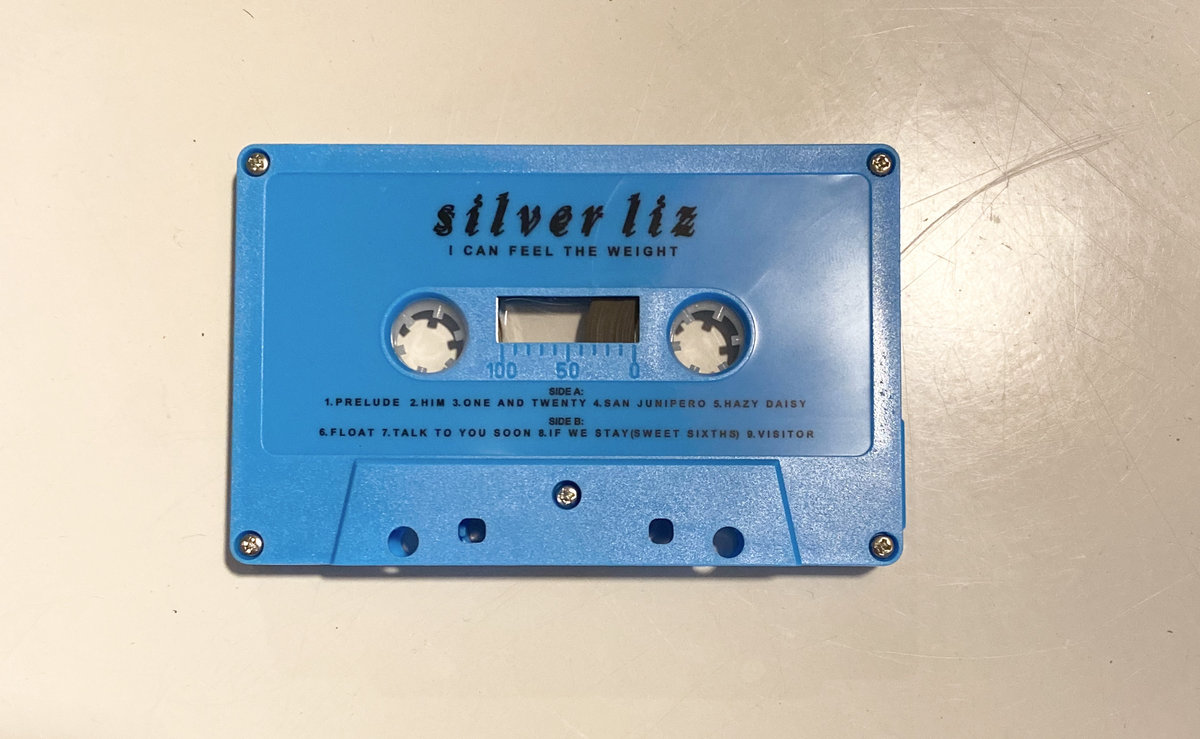 silver liz
I CAN FEEL THE WEIGHT
100 50 0
SIDE A:
1.PRELUDE 2.HIM 3.ONE AND TWENTY 4.SAN JUNIPERO 5.HAZY DAISY
SIDE B:
6.FLOAT 7.TALK TO YOU SOON 8.IF WE STAY(SWEET SIXTHS) 9.VISITOR